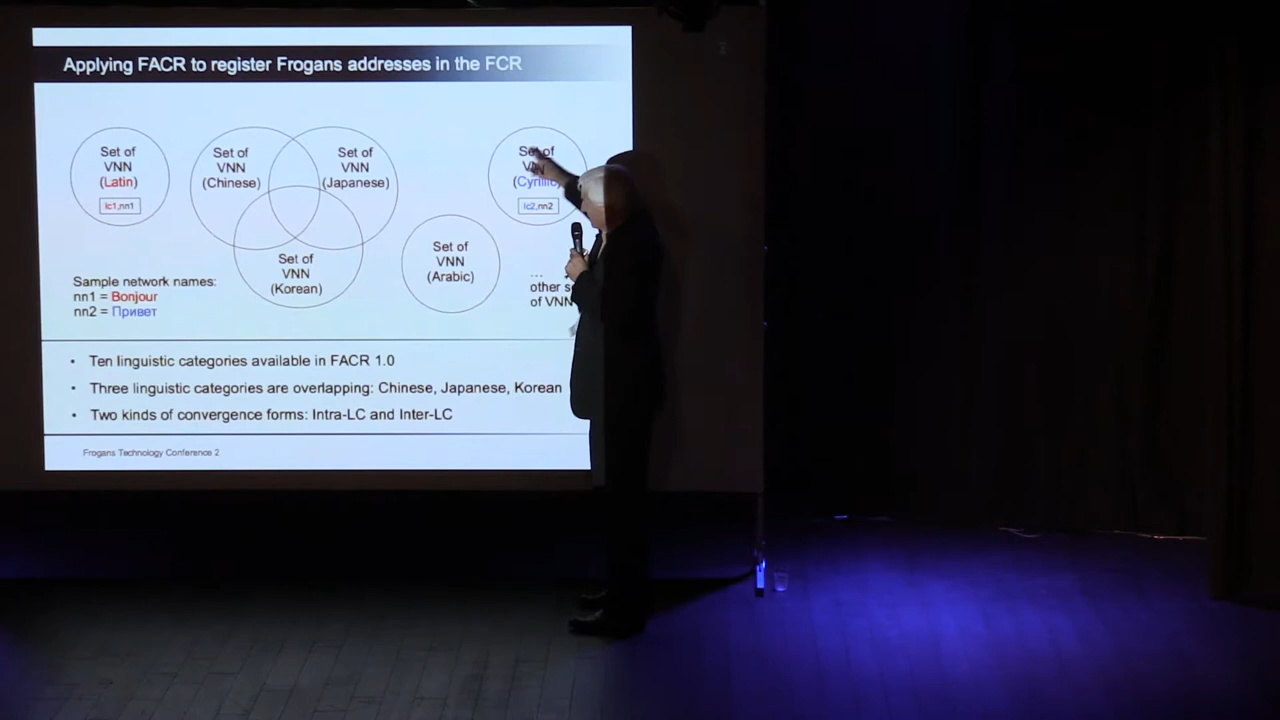 Applying FACR to register Frogans addresses in the FCR
Set of
VNN
(Latin)
lc1,nn1
Set of
VNN
(Chinese)
Set of
VNN
(Japanese)
Set of
VNN
(Korean)
Set of
VNN
(Arabic)
Set of
(Cyrillic)
lc2,nn2
...
other
of VNN
Sample network names:
nn1 = Bonjour
nn2 = Привет
• Ten linguistic categories available in FACR 1.0
• Three linguistic categories are overlapping: Chinese, Japanese, Korean
• Two kinds of convergence forms: Intra-LC and Inter-LC
Frogans Technology Conference 2